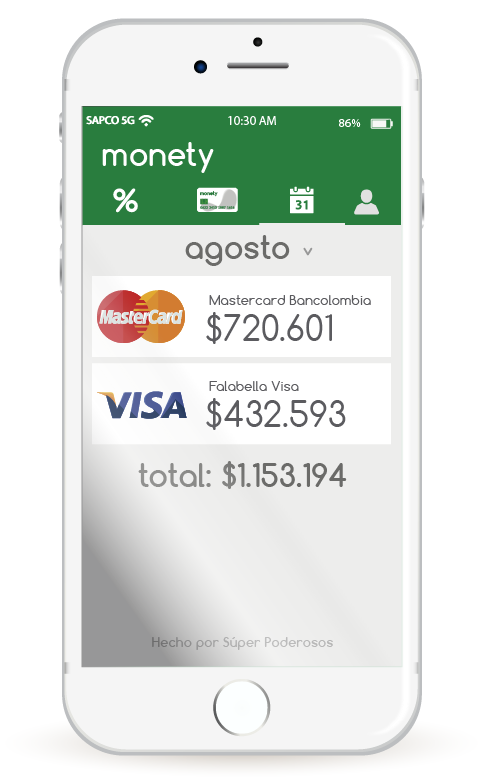 SAPCO 5G 10:30 AM 86%
monety
%
monety
31
agosto
MasterCard
Mastercard Bancolombia
$720.601
VISA
Falabella Visa
$432.593
total: $1.153.194
Hecho por Súper Poderosos